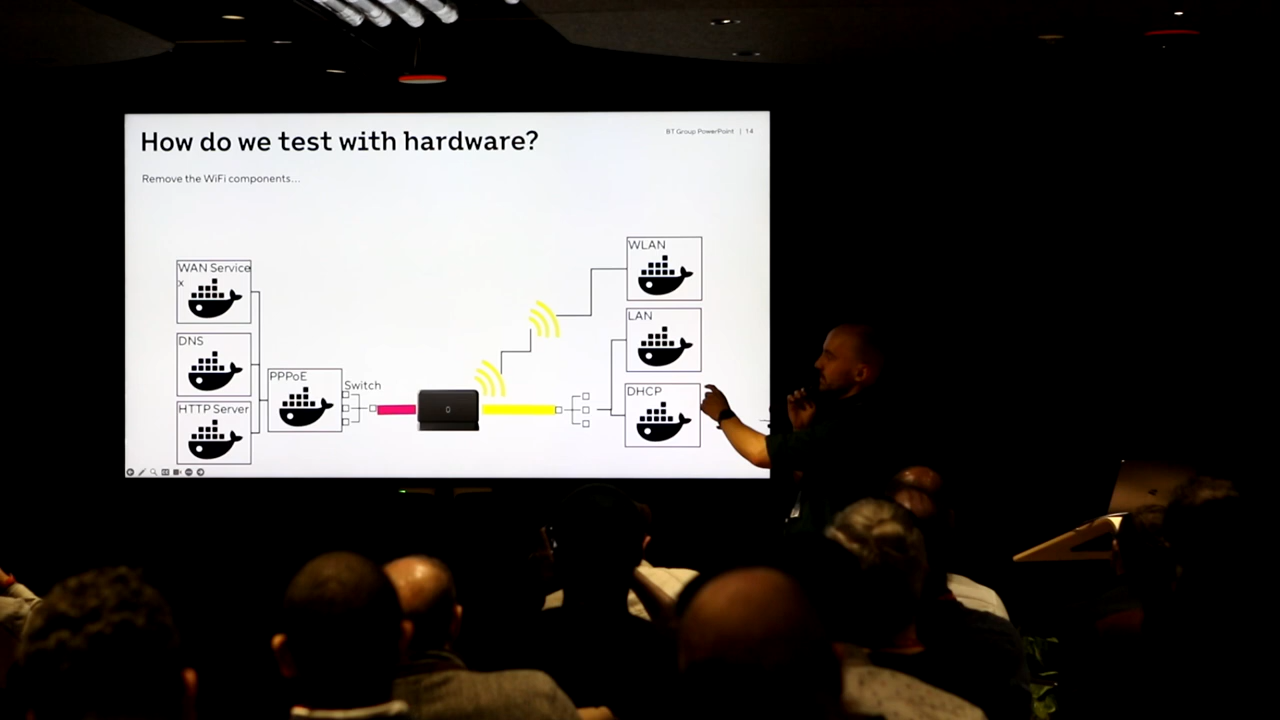 How do we test with hardware?
BT Group PowerPoint | 14
Remove the WiFi components...
WAN Service
x
DNS
HTTP Server
PPPoE
Switch
WLAN
LAN
DHCP